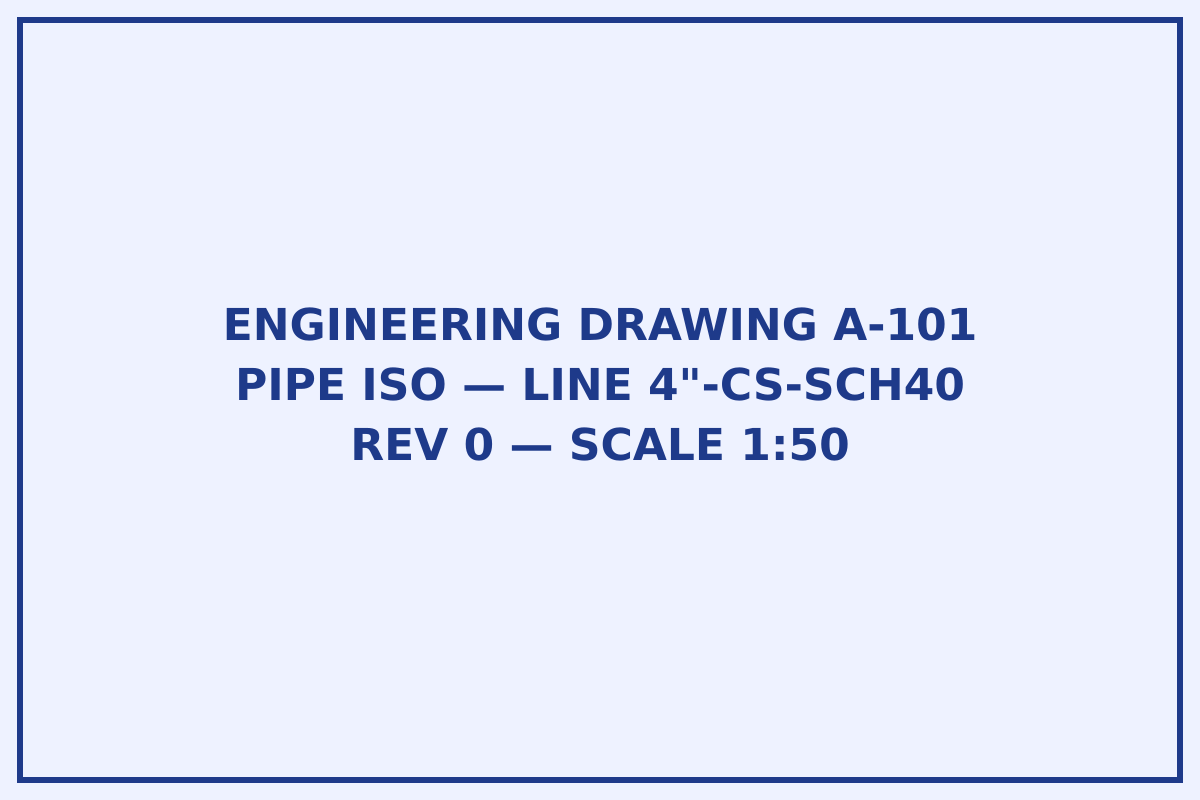 ENGINEERING DRAWING A-101
PIPE ISO — LINE 4"-CS-SCH40
REV 0 — SCALE 1:50